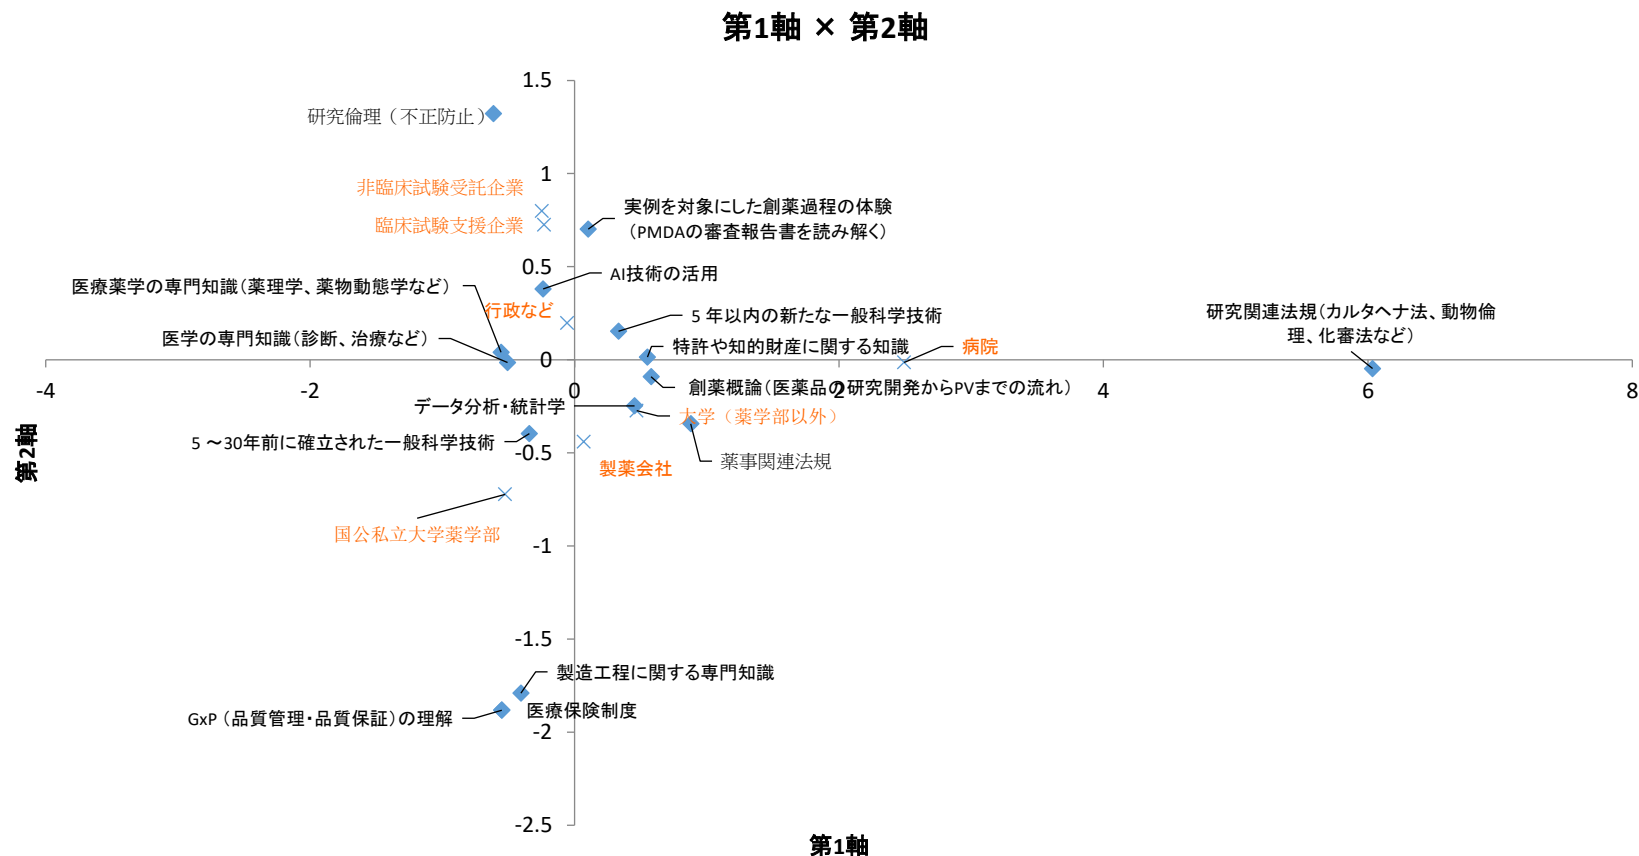 第1軸 × 第2軸
1.5
研究倫理（不正防止）
1
非臨床試験受託企業
実例を対象にした創薬過程の体験
（PMDAの審査報告書を読み解く）
臨床試験支援企業
0.5
AI技術の活用
医療薬学の専門知識（薬理学、薬物動態学など）
行政など
5 年以内の新たな一般科学技術
研究関連法規（カルタヘナ法、動物倫
理、化審法など）
医学の専門知識（診断、治療など）
特許や知的財産に関する知識
病院
0
-4
-2
0
2
4
6
8
創薬概論（医薬品の研究開発からPVまでの流れ）
データ分析・統計学
大学（薬学部以外）
5 ～30年前に確立された一般科学技術
-0.5
製薬会社
薬事関連法規
第2軸
国公私立大学薬学部
-1
-1.5
製造工程に関する専門知識
医療保険制度
GxP（品質管理・品質保証）の理解
-2
-2.5
第1軸